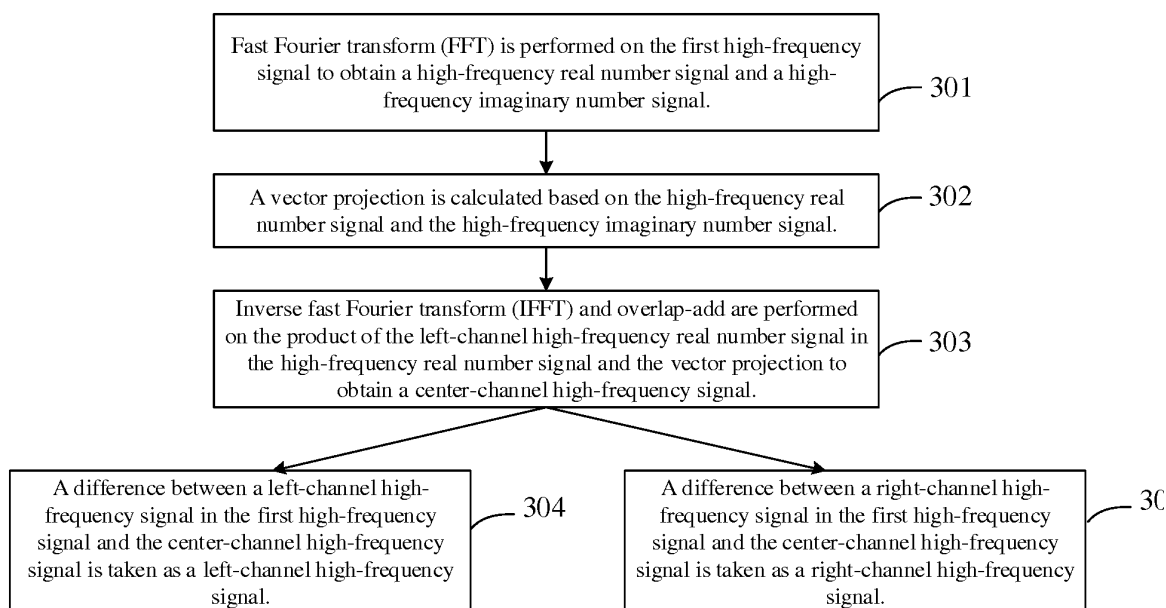 Fast Fourier transform (FFT) is performed on the first high-frequency
signal to obtain a high-frequency real number signal and a high-
frequency imaginary number signal.
301
A vector projection is calculated based on the high-frequency real
number signal and the high-frequency imaginary number signal.
302
Inverse fast Fourier transform (IFFT) and overlap-add are performed
on the product of the left-channel high-frequency real number signal in
the high-frequency real number signal and the vector projection to
obtain a center-channel high-frequency signal.
303
A difference between a left-channel high-
frequency signal in the first high-frequency
signal and the center-channel high-frequency
signal is taken as a left-channel high-frequency
signal.
304
A difference between a right-channel high-
frequency signal in the first high-frequency
signal and the center-channel high-frequency
signal is taken as a right-channel high-frequency
signal.